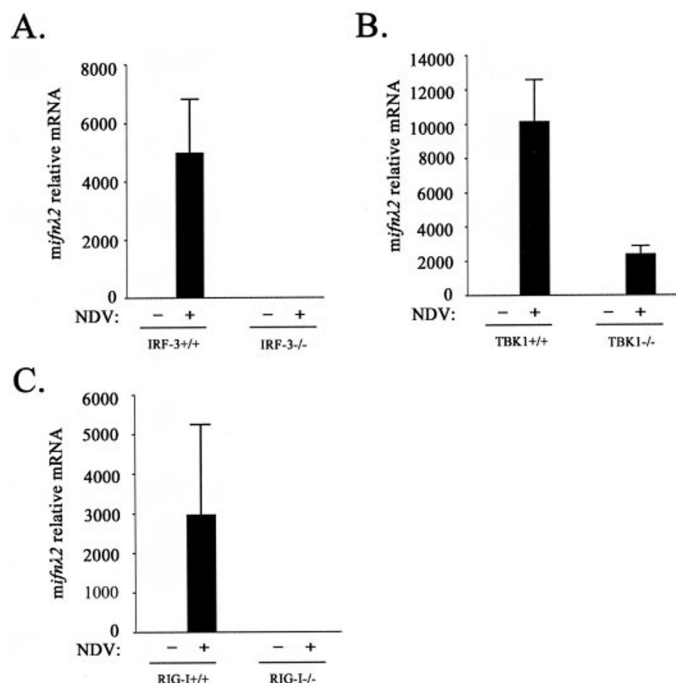 A.
mifnλ2 relative mRNA
8000
6000
4000
2000
0
NDV: − + − +
IRF-3+/+ IRF-3-/-
B.
mifnλ2 relative mRNA
14000
12000
10000
8000
6000
4000
2000
0
NDV: − + − +
TBK1+/+ TBK1-/-
C.
mifnλ2 relative mRNA
6000
5000
4000
3000
2000
1000
0
NDV: − + − +
RIG-I+/+ RIG-I-/-